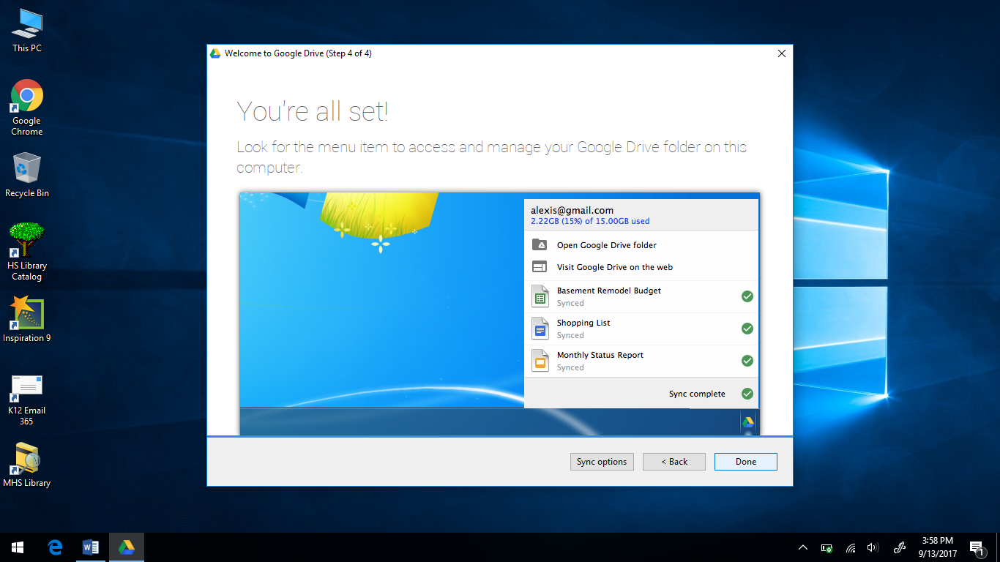 This PC
Google
Chrome
Recycle Bin
HS Library
Catalog
Inspiration 9
K12 Email
365
MHS Library
Welcome to Google Drive (Step 4 of 4)
You're all set!
Look for the menu item to access and manage your Google Drive folder on this
computer.
alexis@gmail.com
2.22GB (15%) of 15.00GB used
Open Google Drive folder
Visit Google Drive on the web
Basement Remodel Budget
Synced
Shopping List
Synced
Monthly Status Report
Synced
Sync complete
Sync options
< Back
Done
3:58 PM
9/13/2017
1